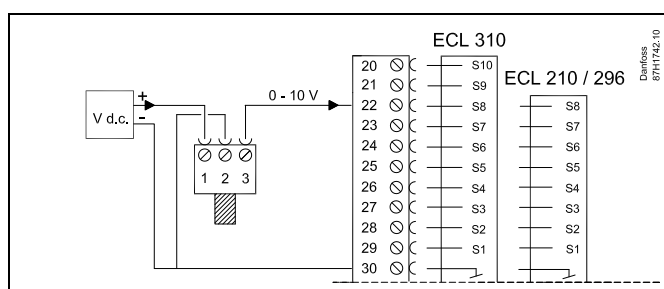 ECL 310
ECL 210 / 296
Danfoss
87H1742.10
V d.c.
+
-
0 - 10 V
1 2 3
20 S10
21 S9
22 S8 S8
23 S7 S7
24 S6 S6
25 S5 S5
26 S4 S4
27 S3 S3
28 S2 S2
29 S1 S1
30